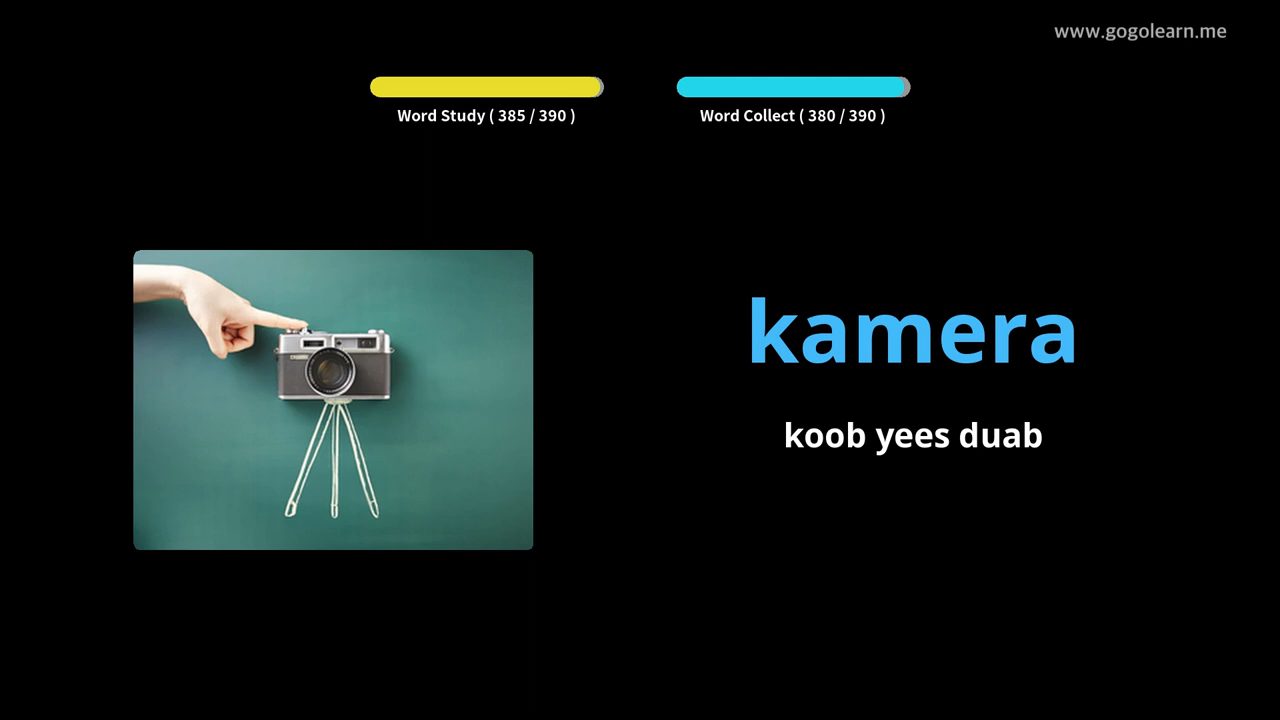 www.gogolearn.me
Word Study ( 385 / 390 )
Word Collect ( 380 / 390 )
kamera
koob yees duab